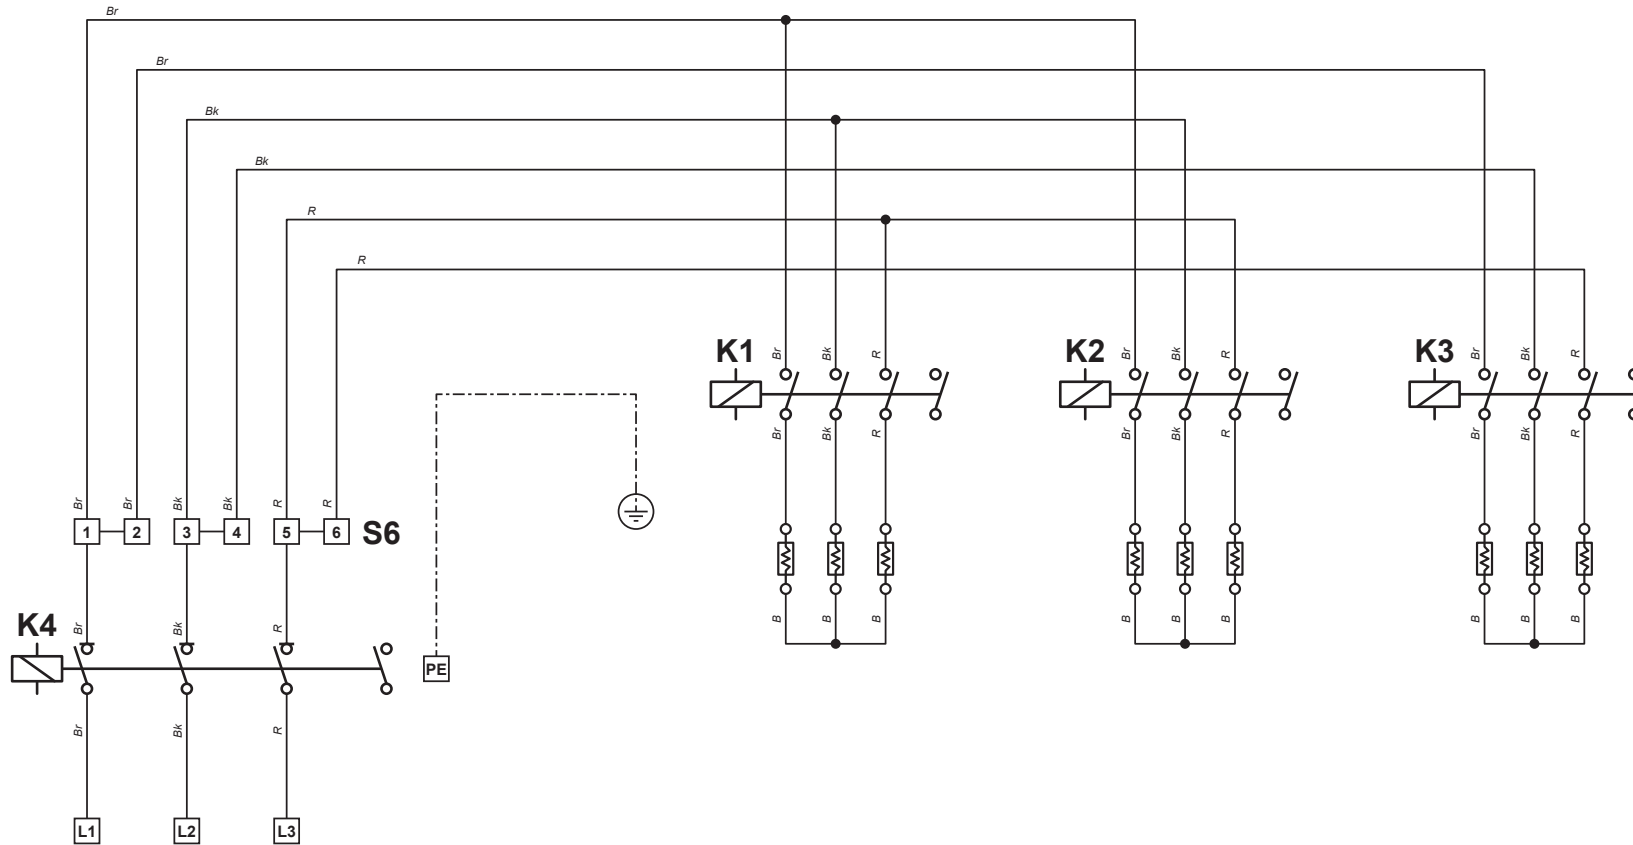 Br
Br
Bk
Bk
R
R
K1 Br Bk R K2 Br Bk R K3 Br Bk R
Br Bk R Br Bk R Br Bk R
Br Br Bk Bk R R
1 2 3 4 5 6 S6
K4 Br Bk R B B B B B B B B B
PE
Br Bk R
L1 L2 L3